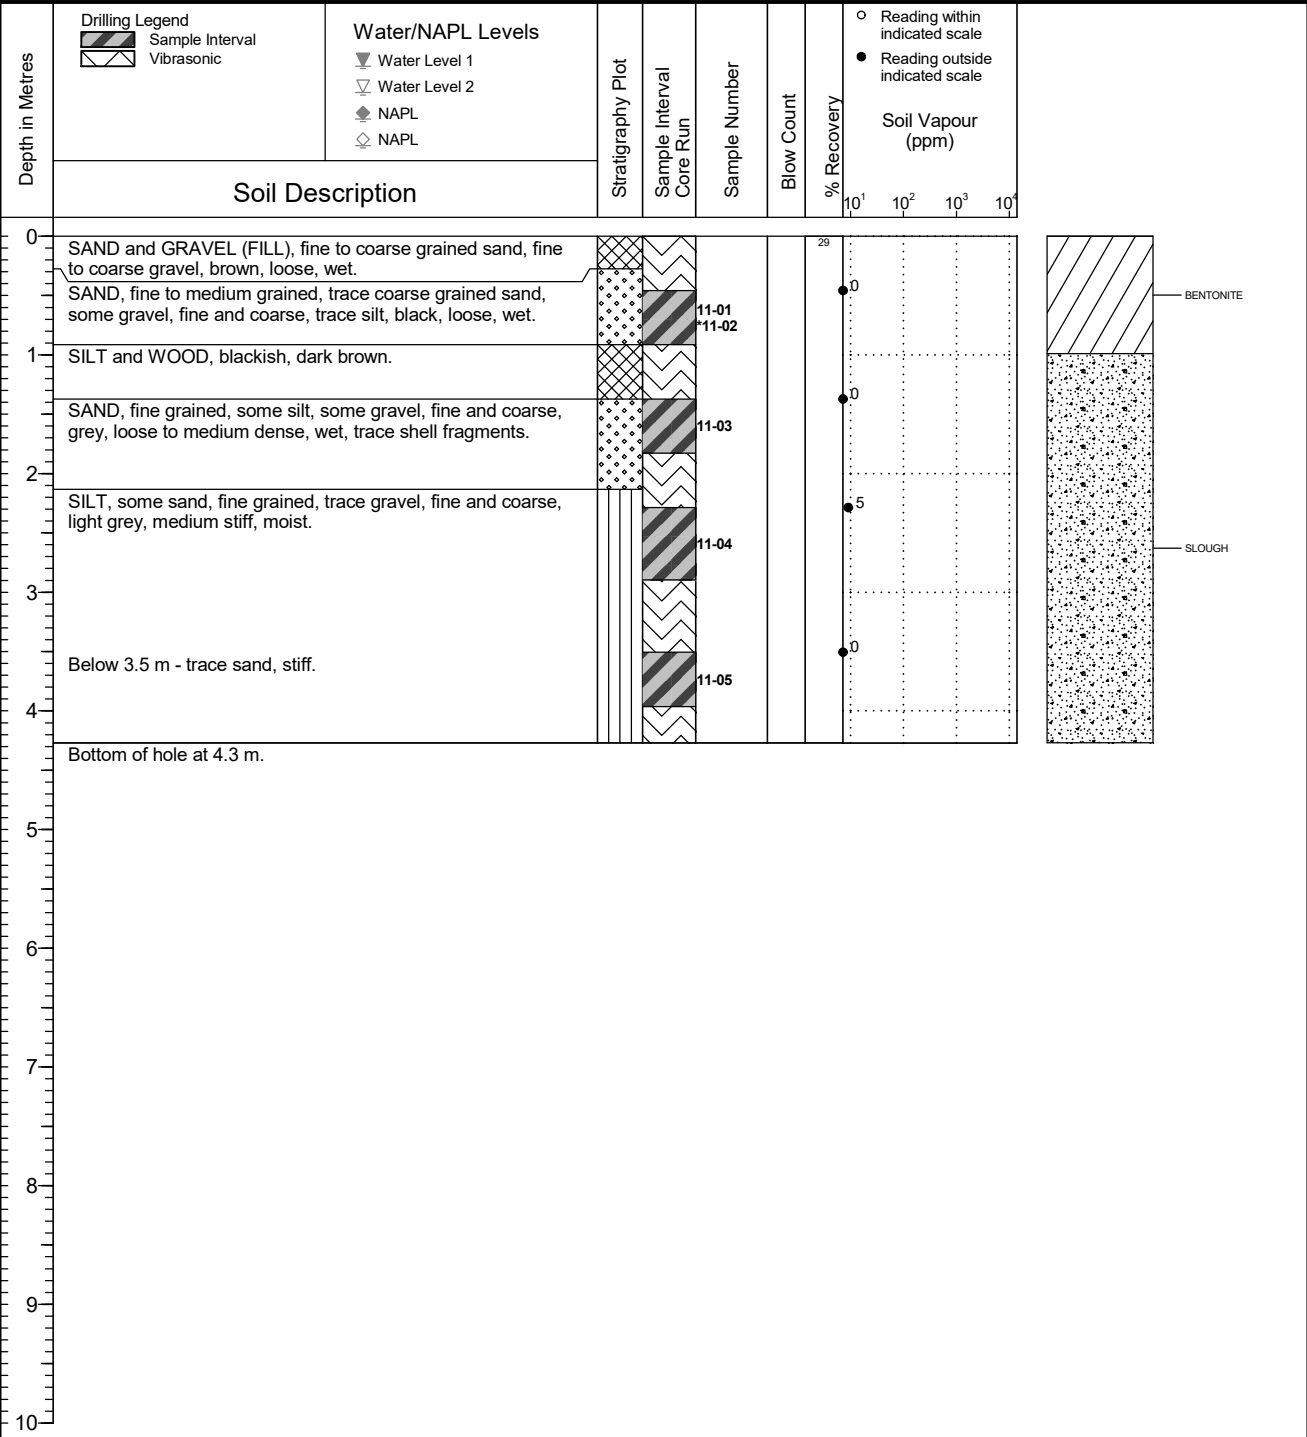 Drilling Legend
Sample Interval
Vibrasonic
Water/NAPL Levels
Water Level 1
Water Level 2
NAPL
NAPL
Depth in Metres
Soil Description
Stratigraphy Plot
Sample Interval
Core Run
Sample Number
Blow Count
% Recovery
Reading within
indicated scale
Reading outside
indicated scale
Soil Vapour
(ppm)
10¹ 10² 10³ 10⁴
0
SAND and GRAVEL (FILL), fine to coarse grained sand, fine
to coarse gravel, brown, loose, wet.
29
SAND, fine to medium grained, trace coarse grained sand,
some gravel, fine and coarse, trace silt, black, loose, wet.
11-01
*11-02
0
BENTONITE
1
SILT and WOOD, blackish, dark brown.
0
SAND, fine grained, some silt, some gravel, fine and coarse,
grey, loose to medium dense, wet, trace shell fragments.
11-03
2
SILT, some sand, fine grained, trace gravel, fine and coarse,
light grey, medium stiff, moist.
5
11-04
SLOUGH
3
Below 3.5 m - trace sand, stiff.
0
11-05
4
Bottom of hole at 4.3 m.
5
6
7
8
9
10